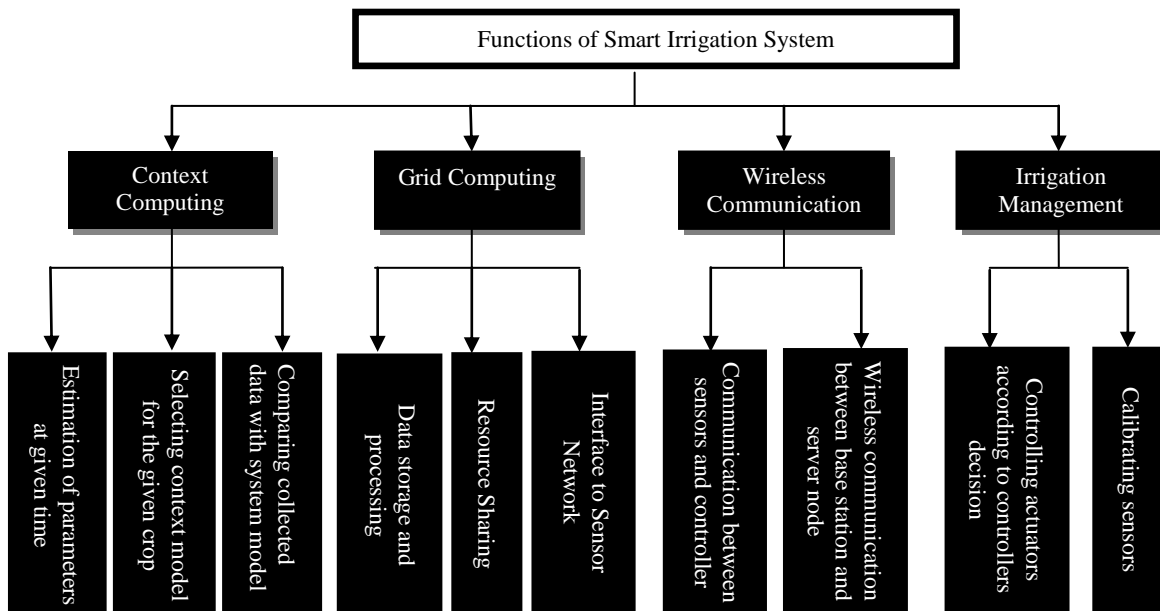 Functions of Smart Irrigation System
Context
Computing
Grid Computing
Wireless
Communication
Irrigation
Management
Estimation of parameters
at given time
Selecting context model
for the given crop
Comparing collected
data with system model
Data storage and
processing
Resource Sharing
Interface to Sensor
Network
Communication between
sensors and controller
Wireless communication
between base station and
server node
Controlling actuators
according to controllers
decision
Calibrating sensors